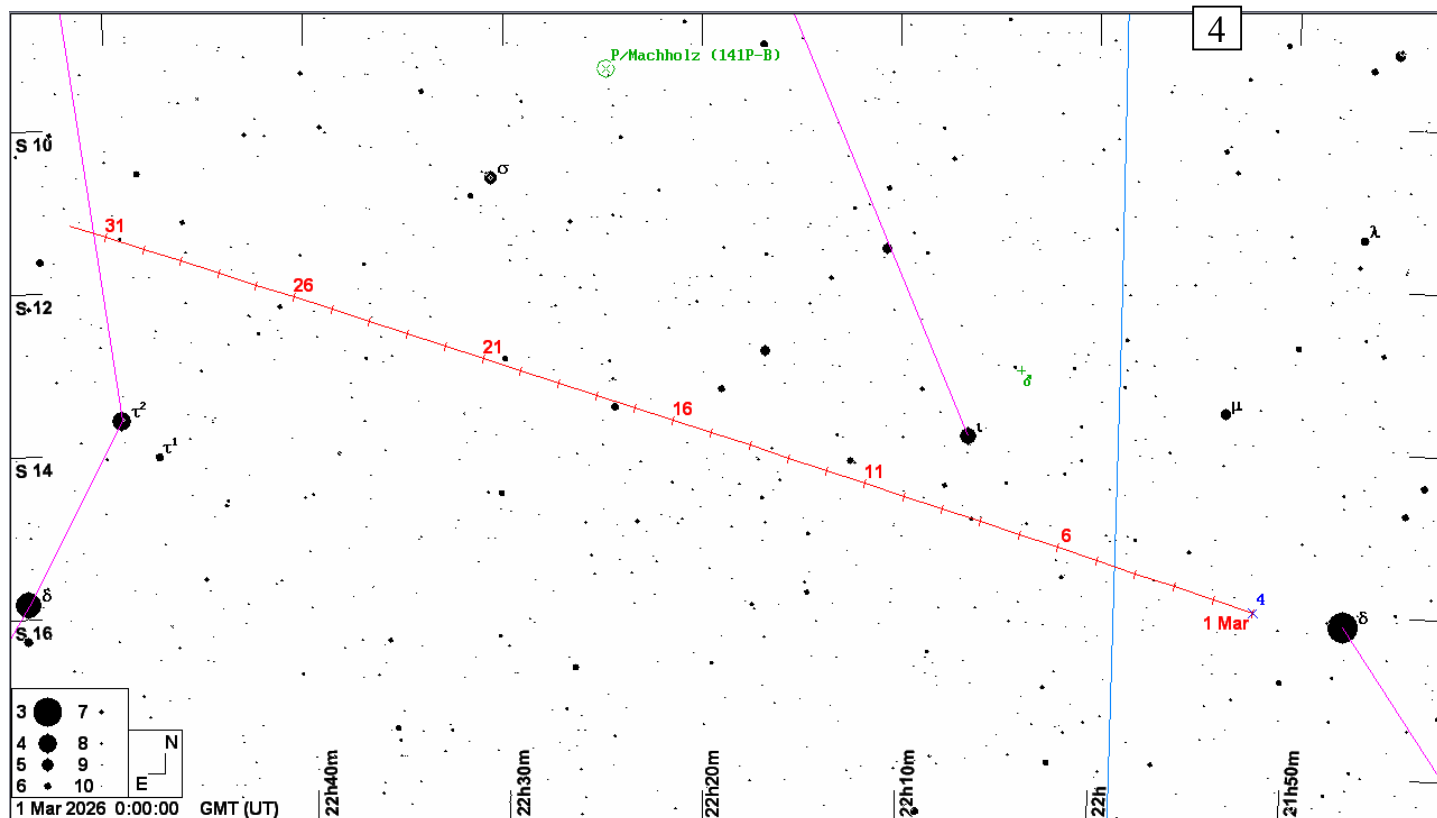 4
P/Machholz (141P-B)
S 10
σ
31
λ
26
S 12
21
♂
τ²
16
μ
ι
τ¹
S 14
11
6
δ
4
S 16
1 Mar
δ
3 7
4 8
5 9
6 10
N
E
22h40m
22h30m
22h20m
22h10m
22h
21h50m
1 Mar 2026 0:00:00 GMT (UT)